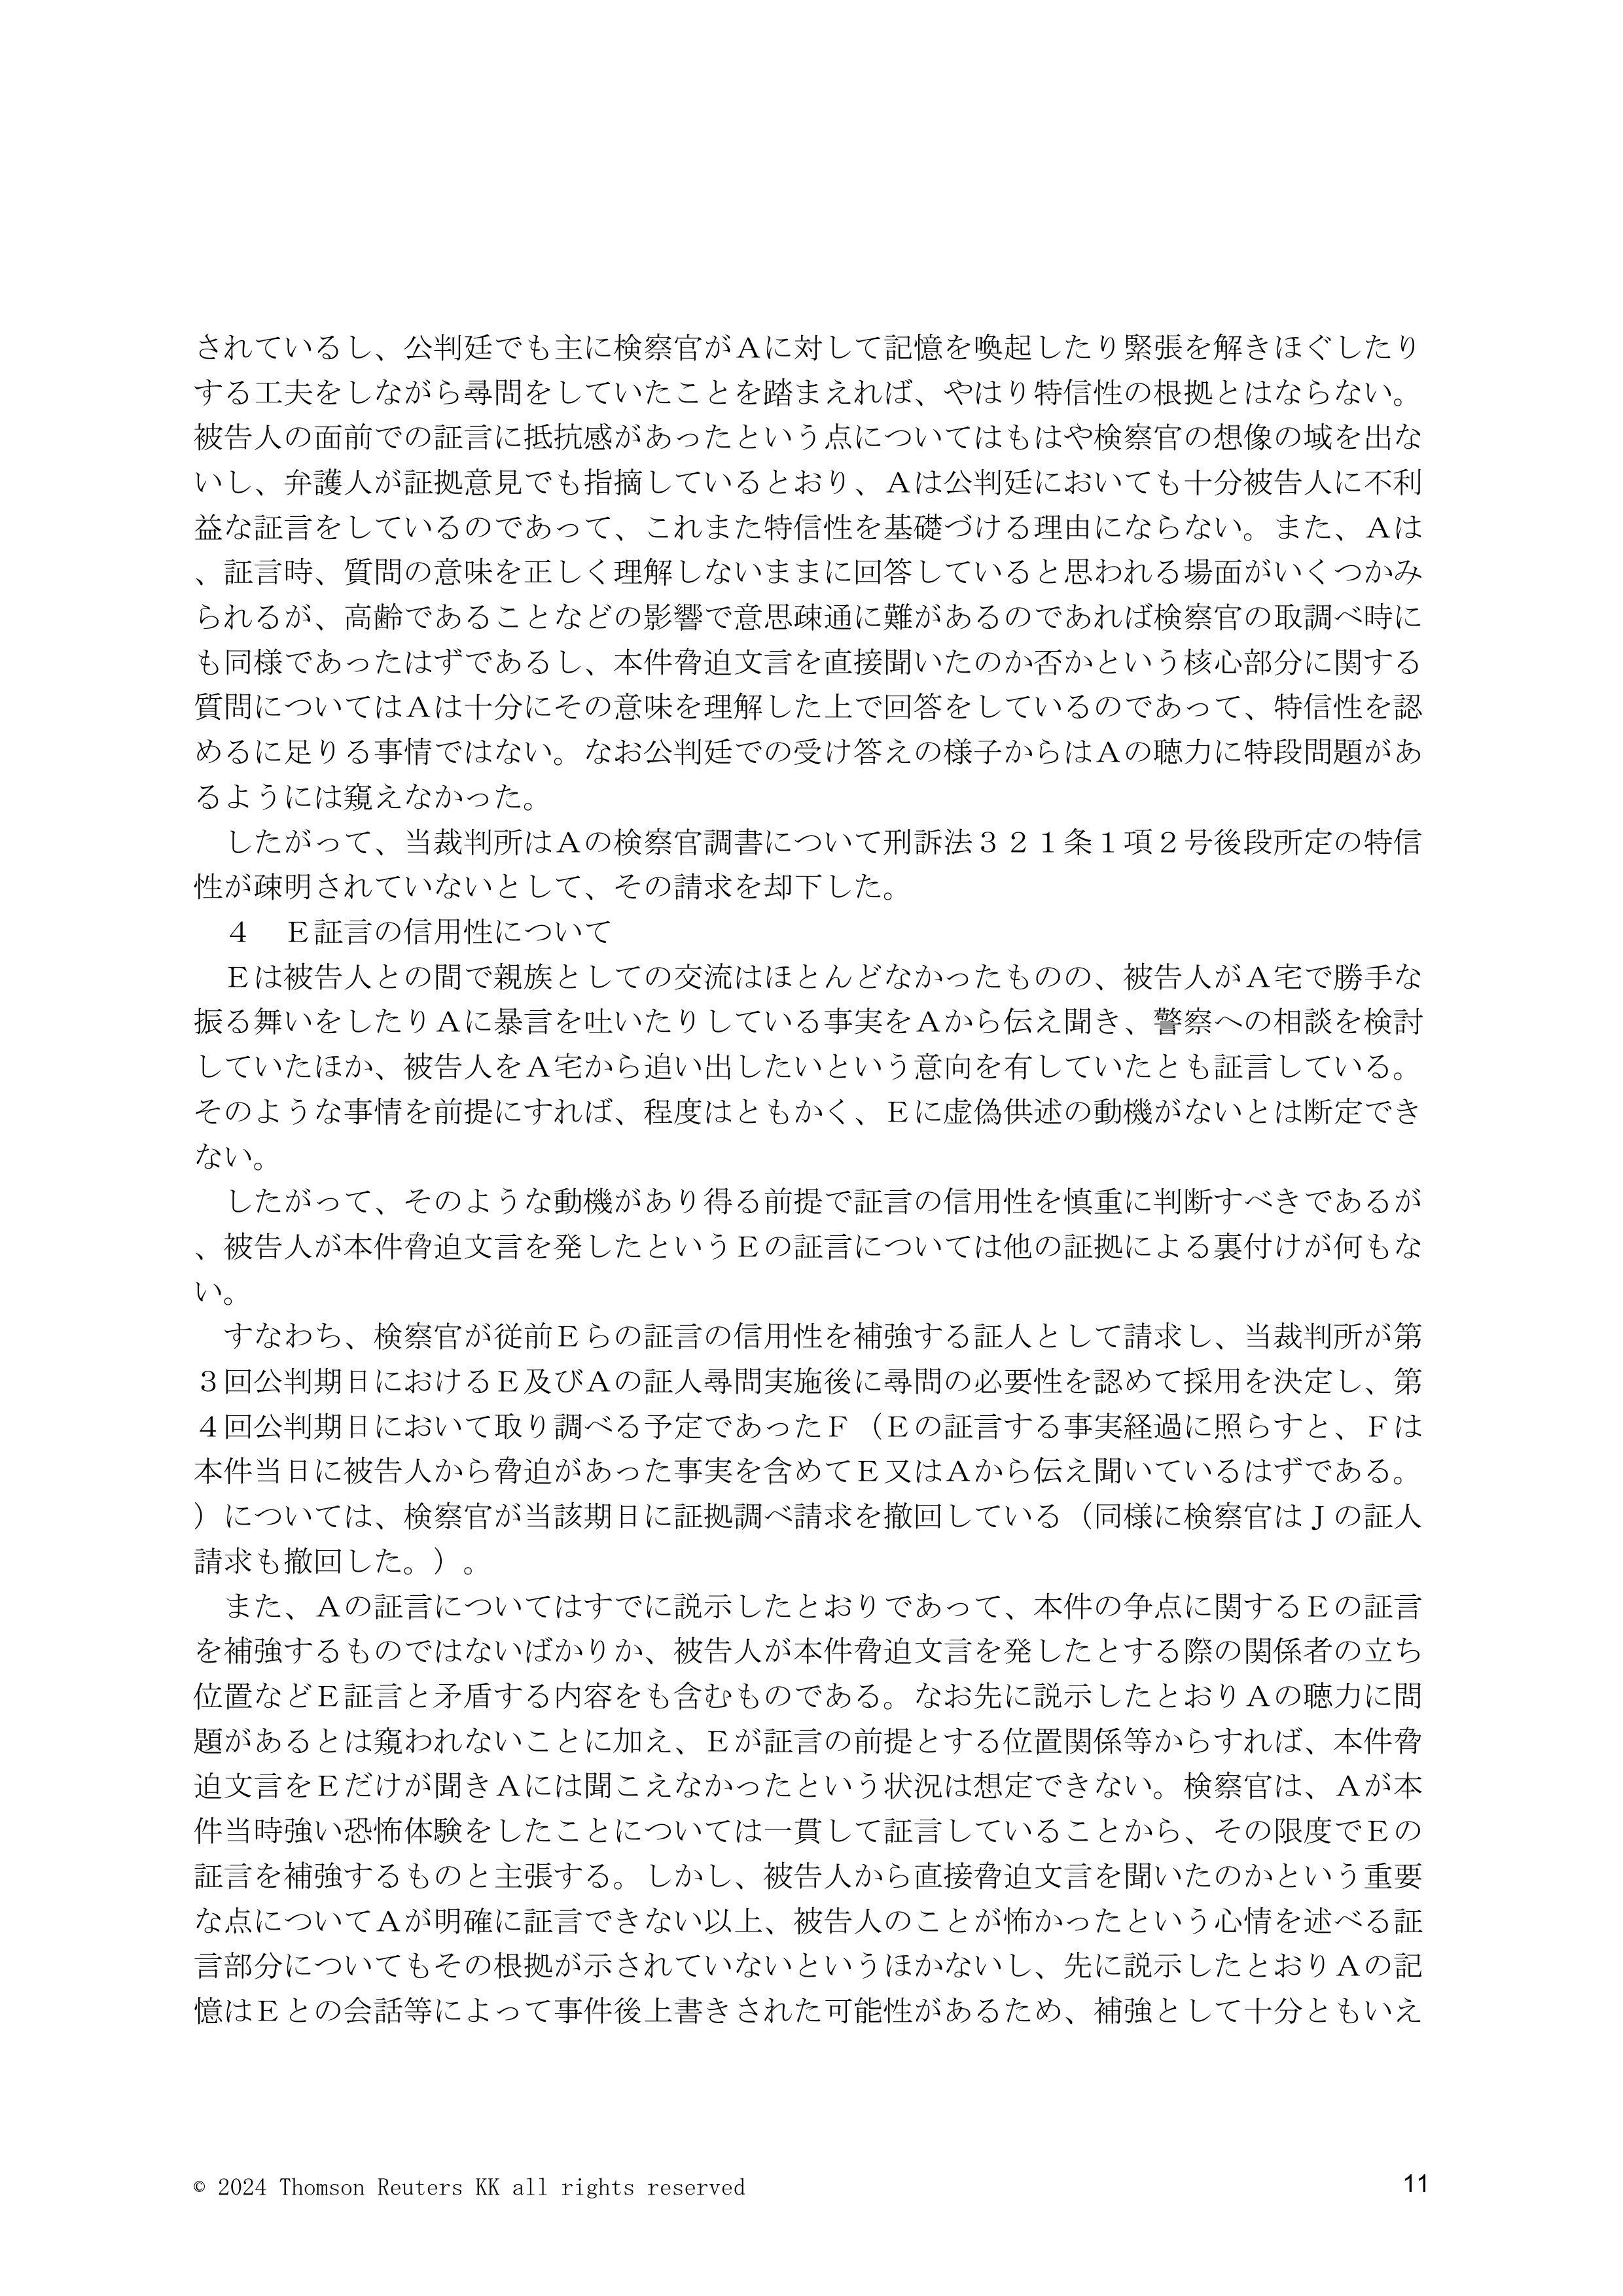 されているし、公判廷でも主に検察官がＡに対して記憶を喚起したり緊張を解きほぐしたり
する工夫をしながら尋問をしていたことを踏まえれば、やはり特信性の根拠とはならない。
被告人の面前での証言に抵抗感があったという点についてはもはや検察官の想像の域を出な
いし、弁護人が証拠意見でも指摘しているとおり、Ａは公判廷においても十分被告人に不利
益な証言をしているのであって、これまた特信性を基礎づける理由にならない。また、Ａは
、証言時、質問の意味を正しく理解しないままに回答していると思われる場面がいくつかみ
られるが、高齢であることなどの影響で意思疎通に難があるのであれば検察官の取調べ時に
も同様であったはずであるし、本件脅迫文言を直接聞いたのか否かという核心部分に関する
質問についてはＡは十分にその意味を理解した上で回答をしているのであって、特信性を認
めるに足りる事情ではない。なお公判廷での受け答えの様子からはＡの聴力に特段問題があ
るようには窺えなかった。
　したがって、当裁判所はＡの検察官調書について刑訴法３２１条１項２号後段所定の特信
性が疎明されていないとして、その請求を却下した。
　４　Ｅ証言の信用性について
　Ｅは被告人との間で親族としての交流はほとんどなかったものの、被告人がＡ宅で勝手な
振る舞いをしたりＡに暴言を吐いたりしている事実をＡから伝え聞き、警察への相談を検討
していたほか、被告人をＡ宅から追い出したいという意向を有していたとも証言している。
そのような事情を前提にすれば、程度はともかく、Ｅに虚偽供述の動機がないとは断定でき
ない。
　したがって、そのような動機があり得る前提で証言の信用性を慎重に判断すべきであるが
、被告人が本件脅迫文言を発したというＥの証言については他の証拠による裏付けが何もな
い。
　すなわち、検察官が従前Ｅらの証言の信用性を補強する証人として請求し、当裁判所が第
３回公判期日におけるＥ及びＡの証人尋問実施後に尋問の必要性を認めて採用を決定し、第
４回公判期日において取り調べる予定であったＦ（Ｅの証言する事実経過に照らすと、Ｆは
本件当日に被告人から脅迫があった事実を含めてＥ又はＡから伝え聞いているはずである。
）については、検察官が当該期日に証拠調べ請求を撤回している（同様に検察官はＪの証人
請求も撤回した。）。
　また、Ａの証言についてはすでに説示したとおりであって、本件の争点に関するＥの証言
を補強するものではないばかりか、被告人が本件脅迫文言を発したとする際の関係者の立ち
位置などＥ証言と矛盾する内容をも含むものである。なお先に説示したとおりＡの聴力に問
題があるとは窺われないことに加え、Ｅが証言の前提とする位置関係等からすれば、本件脅
迫文言をＥだけが聞きＡには聞こえなかったという状況は想定できない。検察官は、Ａが本
件当時強い恐怖体験をしたことについては一貫して証言していることから、その限度でＥの
証言を補強するものと主張する。しかし、被告人から直接脅迫文言を聞いたのかという重要
な点についてＡが明確に証言できない以上、被告人のことが怖かったという心情を述べる証
言部分についてもその根拠が示されていないというほかないし、先に説示したとおりＡの記
憶はＥとの会話等によって事件後上書きされた可能性があるため、補強として十分ともいえ
© 2024 Thomson Reuters KK all rights reserved
11